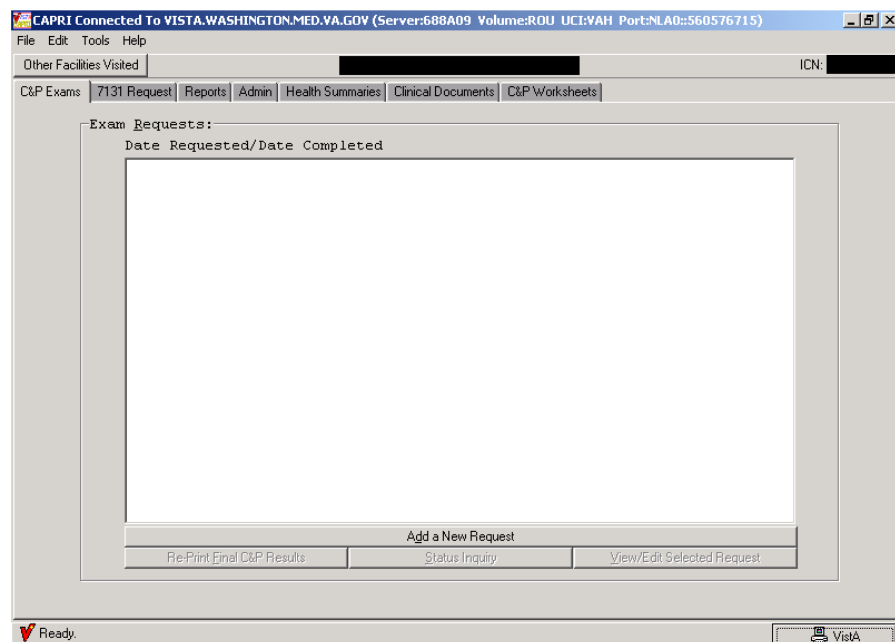 CAPRI Connected To VISTA.WASHINGTON.MED.VA.GOV (Server:688A09 Volume:ROU UCI:VAH Port:NLA0::560576715)
File Edit Tools Help
Other Facilities Visited ICN:
C&P Exams 7131 Request Reports Admin Health Summaries Clinical Documents C&P Worksheets
Exam Requests:
Date Requested/Date Completed
Add a New Request
Re-Print Final C&P Results Status Inquiry View/Edit Selected Request
Ready. VistA